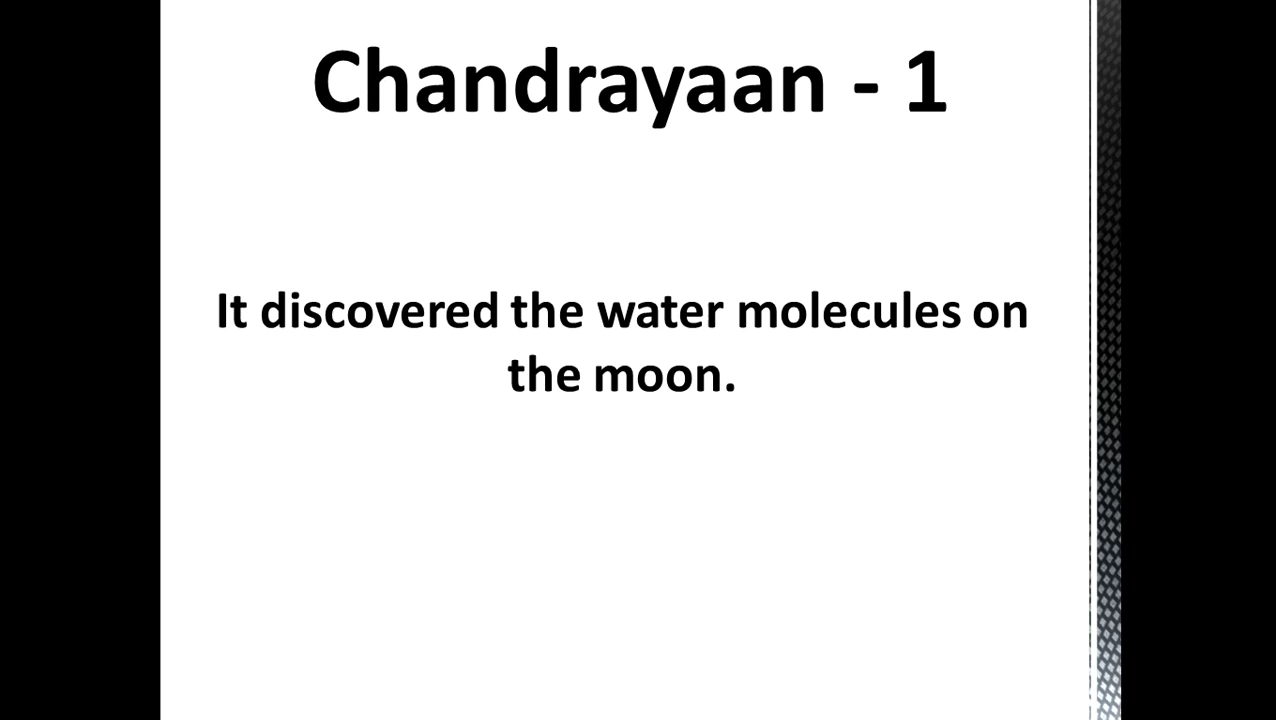 Chandrayaan - 1
It discovered the water molecules on
the moon.